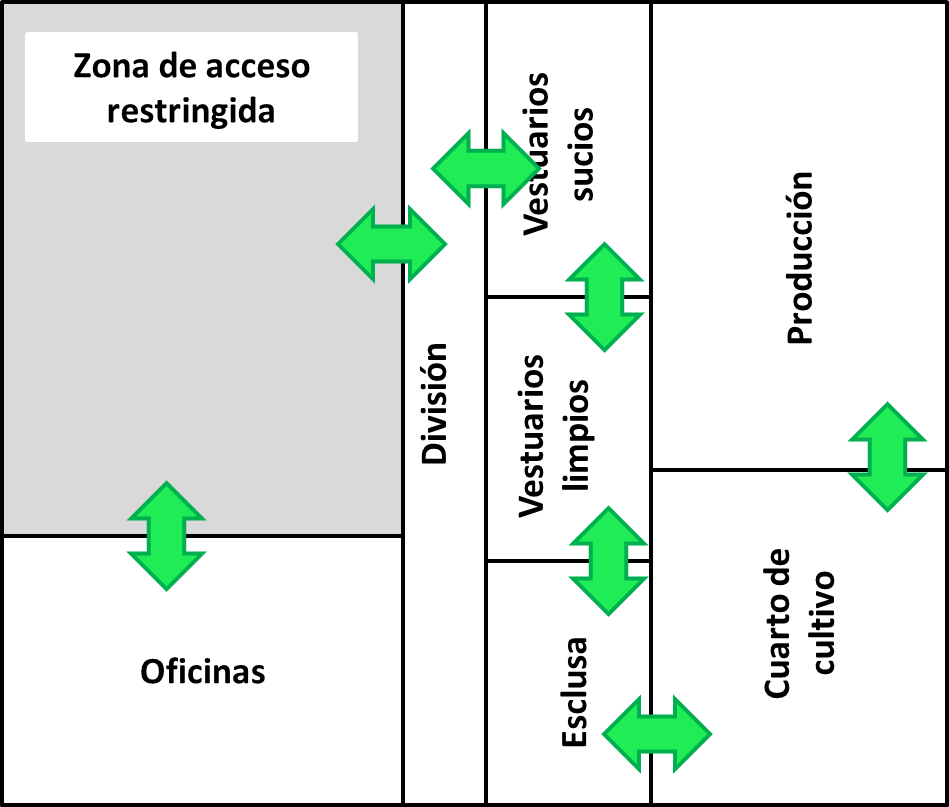 Zona de acceso
restringida
Oficinas
División
Vestuarios
sucios
Vestuarios
limpios
Esclusa
Producción
Cuarto de
cultivo